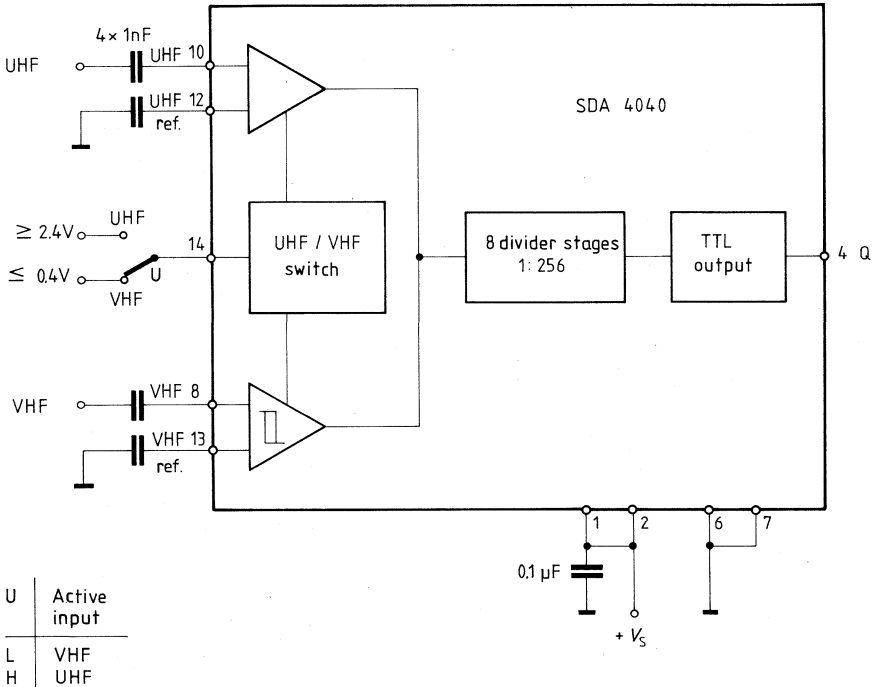 4 x 1nF
UHF
UHF 10
UHF 12
ref.
SDA 4040
≥ 2.4V
UHF
14
≤ 0.4V
VHF
U
UHF / VHF
switch
8 divider stages
1: 256
TTL
output
4 Q
VHF
VHF 8
VHF 13
ref.
1
2
6
7
0.1 µF
+ VS
U
Active
input
L
VHF
H
UHF